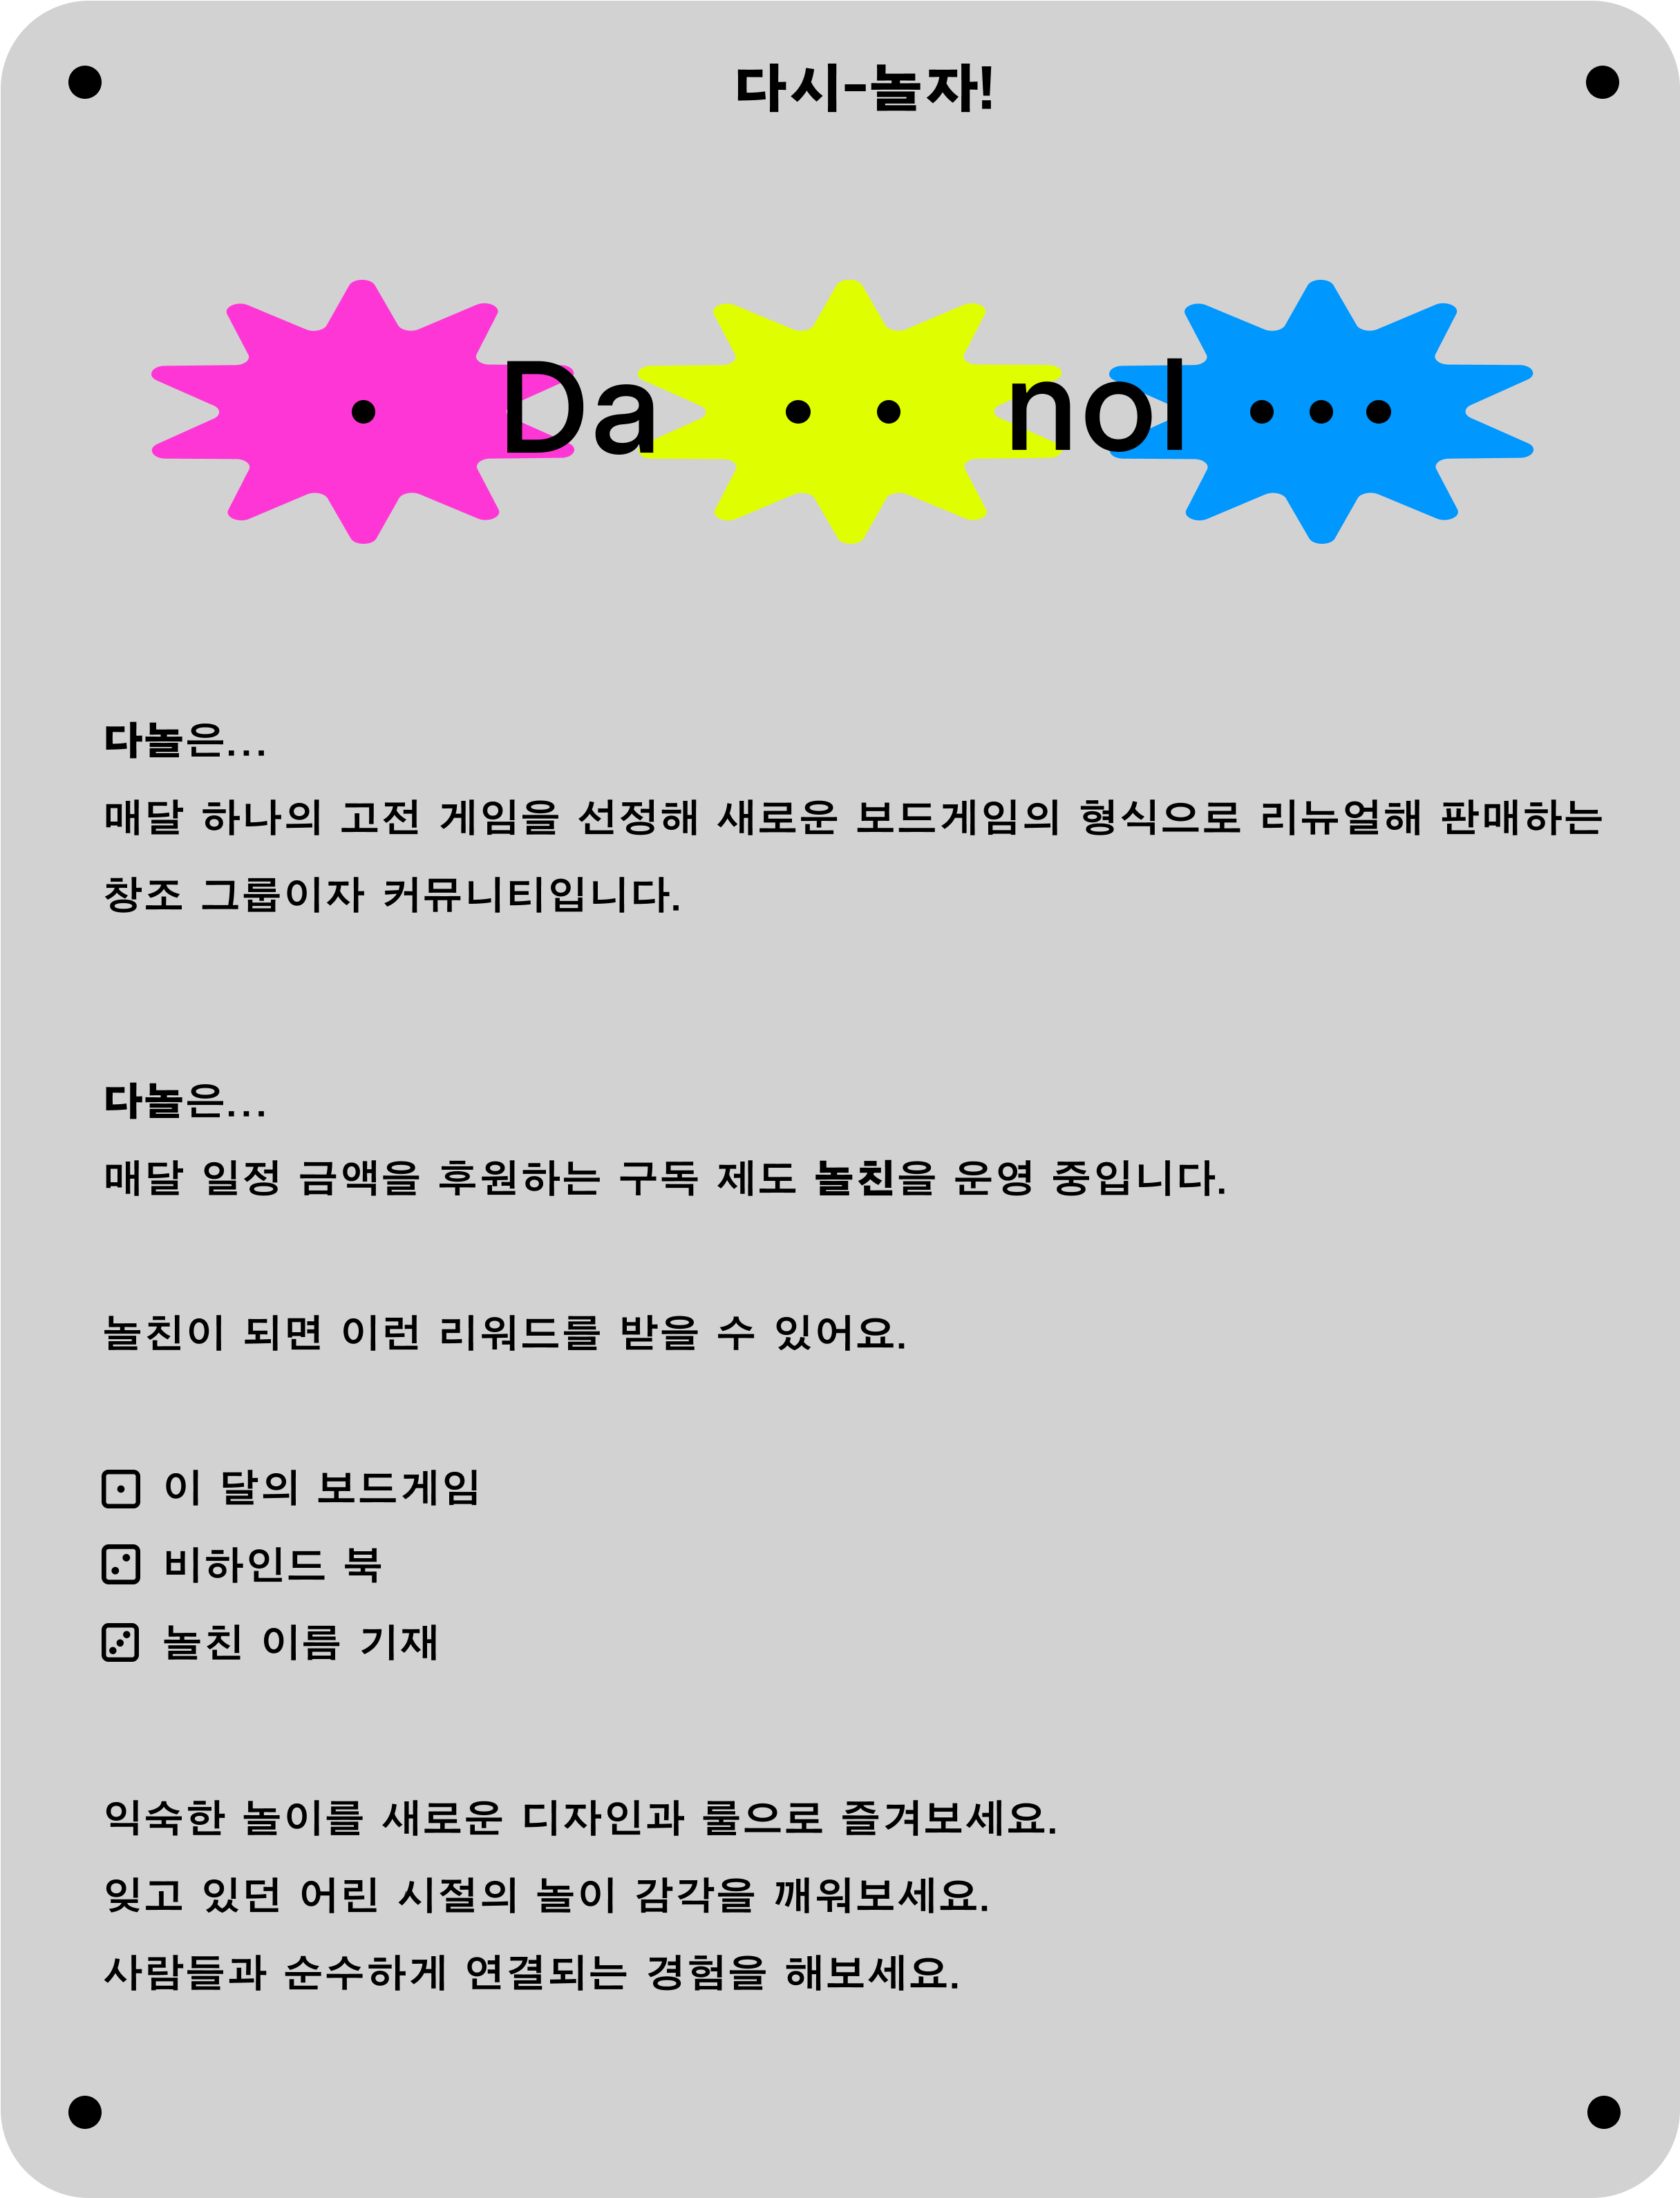 다시-놀자!
Da nol
다놀은...
매달 하나의 고전 게임을 선정해 새로운 보드게임의 형식으로 리뉴얼해 판매하는
창조 그룹이자 커뮤니티입니다.
다놀은...
매달 일정 금액을 후원하는 구독 제도 놀친을 운영 중입니다.
놀친이 되면 이런 리워드를 받을 수 있어요.
이 달의 보드게임
비하인드 북
놀친 이름 기재
익숙한 놀이를 새로운 디자인과 룰으로 즐겨보세요.
잃고 있던 어린 시절의 놀이 감각을 깨워보세요.
사람들과 순수하게 연결되는 경험을 해보세요.